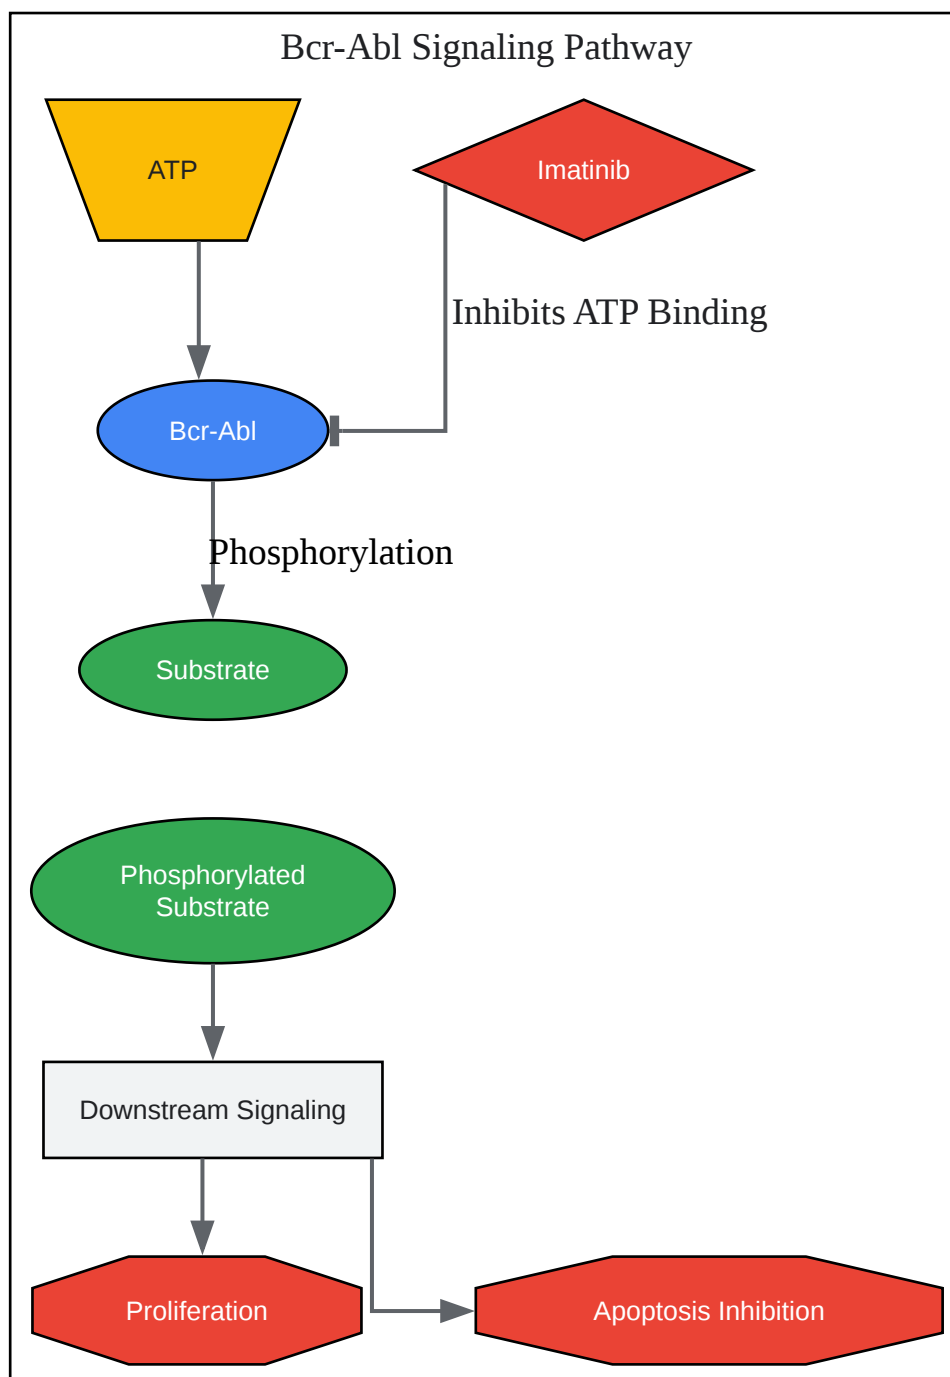 Bcr-Abl Signaling Pathway
ATP
Imatinib
Inhibits ATP Binding
Bcr-Abl
Phosphorylation
Substrate
Phosphorylated
Substrate
Downstream Signaling
Proliferation
Apoptosis Inhibition